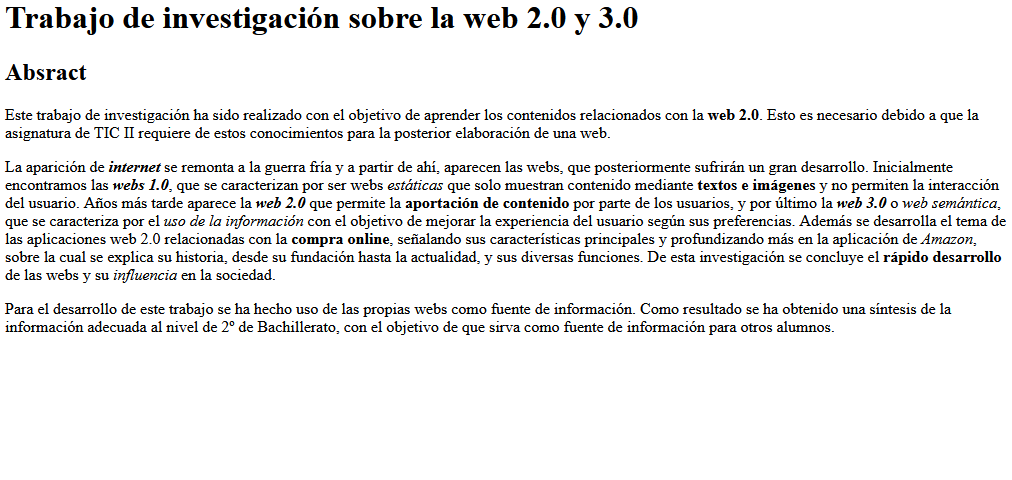 Trabajo de investigación sobre la web 2.0 y 3.0
Absract
Este trabajo de investigación ha sido realizado con el objetivo de aprender los contenidos relacionados con la web 2.0. Esto es necesario debido a que la
asignatura de TIC II requiere de estos conocimientos para la posterior elaboración de una web.
La aparición de internet se remonta a la guerra fría y a partir de ahí, aparecen las webs, que posteriormente sufrirán un gran desarrollo. Inicialmente
encontramos las webs 1.0, que se caracterizan por ser webs estáticas que solo muestran contenido mediante textos e imágenes y no permiten la interacción
del usuario. Años más tarde aparece la web 2.0 que permite la aportación de contenido por parte de los usuarios, y por último la web 3.0 o web semántica,
que se caracteriza por el uso de la información con el objetivo de mejorar la experiencia del usuario según sus preferencias. Además se desarrolla el tema de
las aplicaciones web 2.0 relacionadas con la compra online, señalando sus características principales y profundizando más en la aplicación de Amazon,
sobre la cual se explica su historia, desde su fundación hasta la actualidad, y sus diversas funciones. De esta investigación se concluye el rápido desarrollo
de las webs y su influencia en la sociedad.
Para el desarrollo de este trabajo se ha hecho uso de las propias webs como fuente de información. Como resultado se ha obtenido una síntesis de la
información adecuada al nivel de 2º de Bachillerato, con el objetivo de que sirva como fuente de información para otros alumnos.